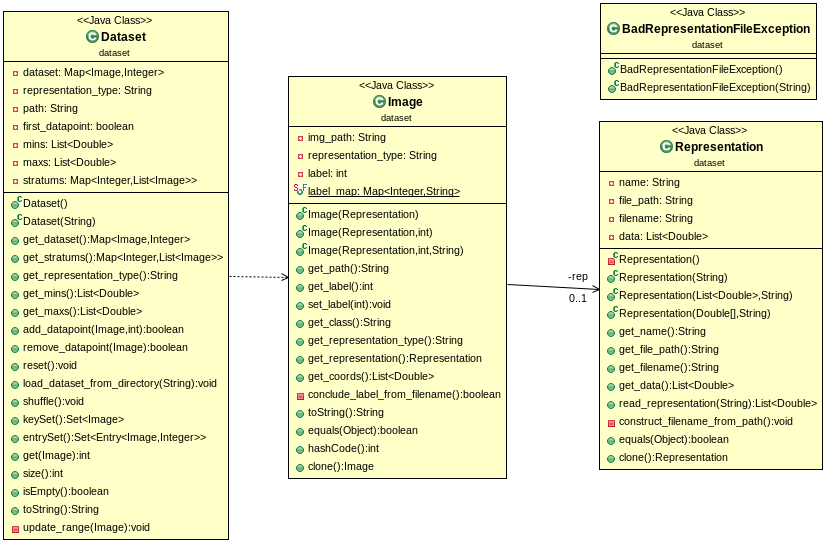 <<Java Class>>
Dataset
dataset
dataset: Map<Image,Integer>
representation_type: String
path: String
first_datapoint: boolean
mins: List<Double>
maxs: List<Double>
stratums: Map<Integer,List<Image>>
Dataset()
Dataset(String)
get_dataset():Map<Image,Integer>
get_stratums():Map<Integer,List<Image>>
get_representation_type():String
get_mins():List<Double>
get_maxs():List<Double>
add_datapoint(Image,int):boolean
remove_datapoint(Image):boolean
reset():void
load_dataset_from_directory(String):void
shuffle():void
keySet():Set<Image>
entrySet():Set<Entry<Image,Integer>>
get(Image):int
size():int
isEmpty():boolean
toString():String
update_range(Image):void
<<Java Class>>
Image
dataset
img_path: String
representation_type: String
label: int
label_map: Map<Integer,String>
Image(Representation)
Image(Representation,int)
Image(Representation,int,String)
get_path():String
get_label():int
set_label(int):void
get_class():String
get_representation_type():String
get_representation():Representation
get_coords():List<Double>
conclude_label_from_filename():boolean
toString():String
equals(Object):boolean
hashCode():int
clone():Image
-rep
0..1
<<Java Class>>
BadRepresentationFileException
dataset
BadRepresentationFileException()
BadRepresentationFileException(String)
<<Java Class>>
Representation
dataset
name: String
file_path: String
filename: String
data: List<Double>
Representation()
Representation(String)
Representation(List<Double>,String)
Representation(Double[],String)
get_name():String
get_file_path():String
get_filename():String
get_data():List<Double>
read_representation(String):List<Double>
construct_filename_from_path():void
equals(Object):boolean
clone():Representation